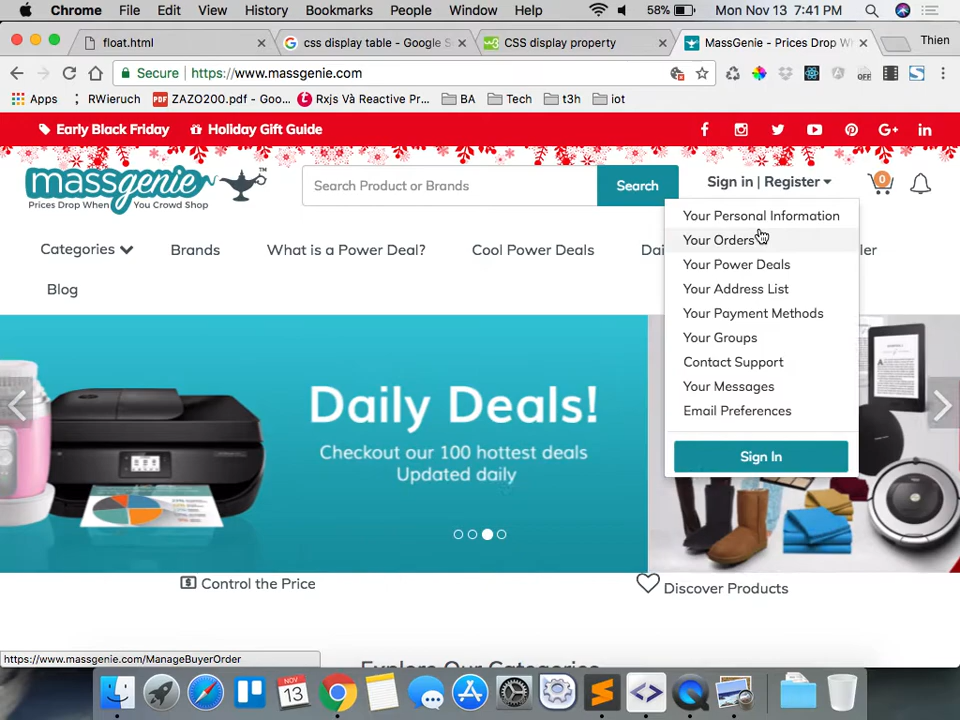 Chrome File Edit View History Bookmarks People Window Help 58% Mon Nov 13 7:41 PM
float.html css display table - Google S CSS display property MassGenie - Prices Drop Wh Thien
Secure https://www.massgenie.com
Apps RWieruch ZAZO200.pdf - Goo... Rxjs Và Reactive Pr... BA Tech t3h iot
Early Black Friday Holiday Gift Guide
massgenie
Prices Drop When You Crowd Shop
Search Product or Brands Search
Sign in | Register
0
Categories Brands What is a Power Deal? Cool Power Deals Dai ler
Blog
Your Personal Information
Your Orders
Your Power Deals
Your Address List
Your Payment Methods
Your Groups
Contact Support
Your Messages
Email Preferences
Sign In
Daily Deals!
Checkout our 100 hottest deals
Updated daily
Control the Price Discover Products
Explore Our Categories
https://www.massgenie.com/ManageBuyerOrder
NOV
13